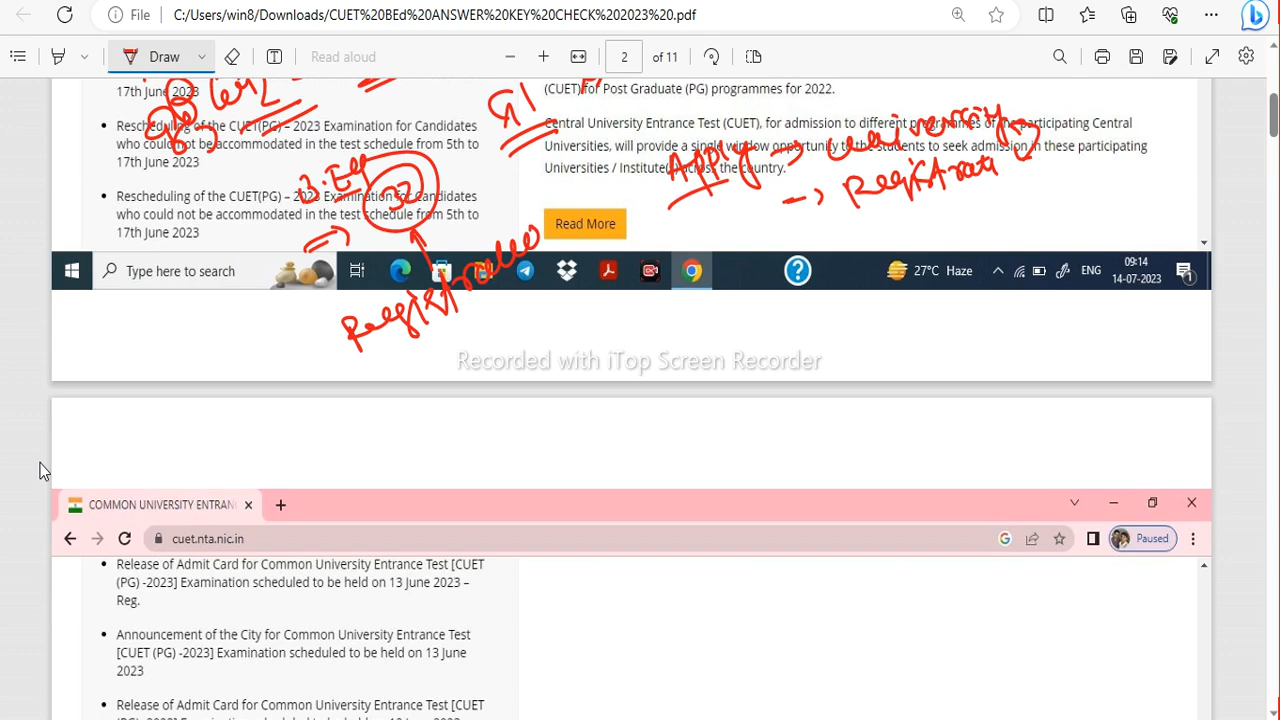 File
C:/Users/win8/Downloads/CUET%20BEd%20ANSWER%20KEY%20CHECK%202023%20.pdf
Draw
Read aloud
2
of 11
17th June 2023
(CUET) for Post Graduate (PG) programmes for 2022.
Rescheduling of the CUET(PG) – 2023 Examination for Candidates
who could not be accommodated in the test schedule from 5th to
17th June 2023
Central University Entrance Test (CUET), for admission to different programmes of the participating Central
Universities, will provide a single window opportunity to the students to seek admission in these participating
Universities / Institute(s) across the country.
Apply → University
→ Registration
B.Ed
32
Rescheduling of the CUET(PG) – 2023 Examination for Candidates
who could not be accommodated in the test schedule from 5th to
17th June 2023
Read More
Type here to search
27°C Haze
ENG
09:14
14-07-2023
1
Registration
Recorded with iTop Screen Recorder
COMMON UNIVERSITY ENTRAN
cuet.nta.nic.in
Paused
Release of Admit Card for Common University Entrance Test [CUET
(PG) -2023] Examination scheduled to be held on 13 June 2023 –
Reg.
Announcement of the City for Common University Entrance Test
[CUET (PG) -2023] Examination scheduled to be held on 13 June
2023
Release of Admit Card for Common University Entrance Test [CUET